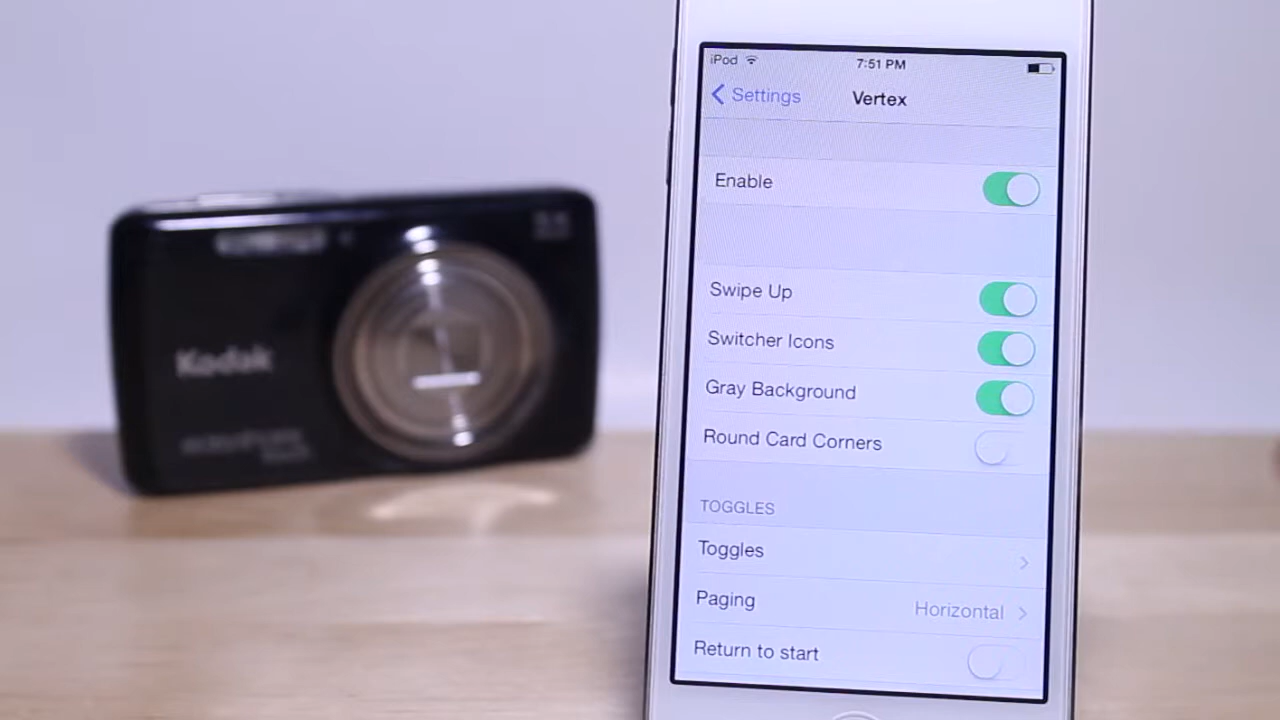 iPod 7:51 PM
Settings Vertex
Enable
Swipe Up
Switcher Icons
Gray Background
Round Card Corners
TOGGLES
Toggles
Paging Horizontal
Return to start
Kodak